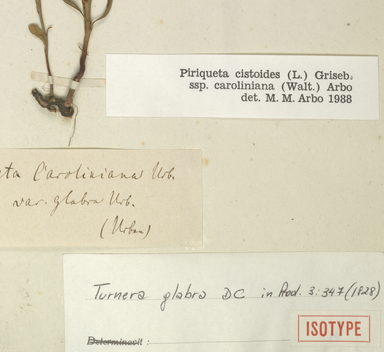 Piriqueta cistoides (L.) Griseb.
ssp. caroliniana (Walt.) Arbo
det. M. M. Arbo 1988
ta Caroliniana Urb.
var. glabra Urb.
(Urban)
Turnera glabra DC in Prod. 3:347 (1828)
Determinavit :
ISOTYPE